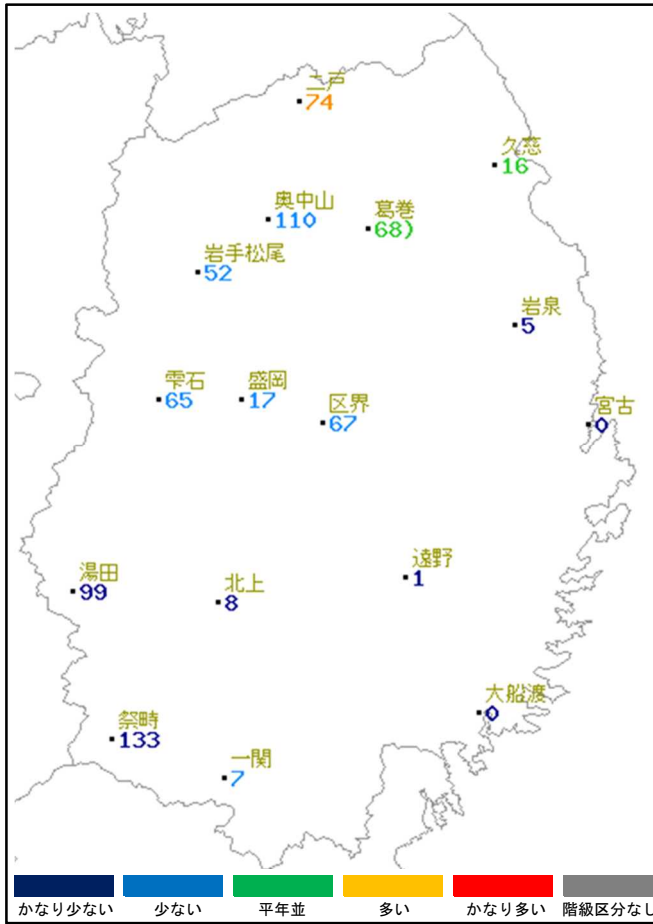 二戸
74
久慈
16
奥中山
110
葛巻
68)
岩手松尾
52
岩泉
5
雫石
65
盛岡
17
区界
67
宮古
0
湯田
99
北上
8
遠野
1
大船渡
0
祭畤
133
一関
7
かなり少ない 少ない 平年並 多い かなり多い 階級区分なし